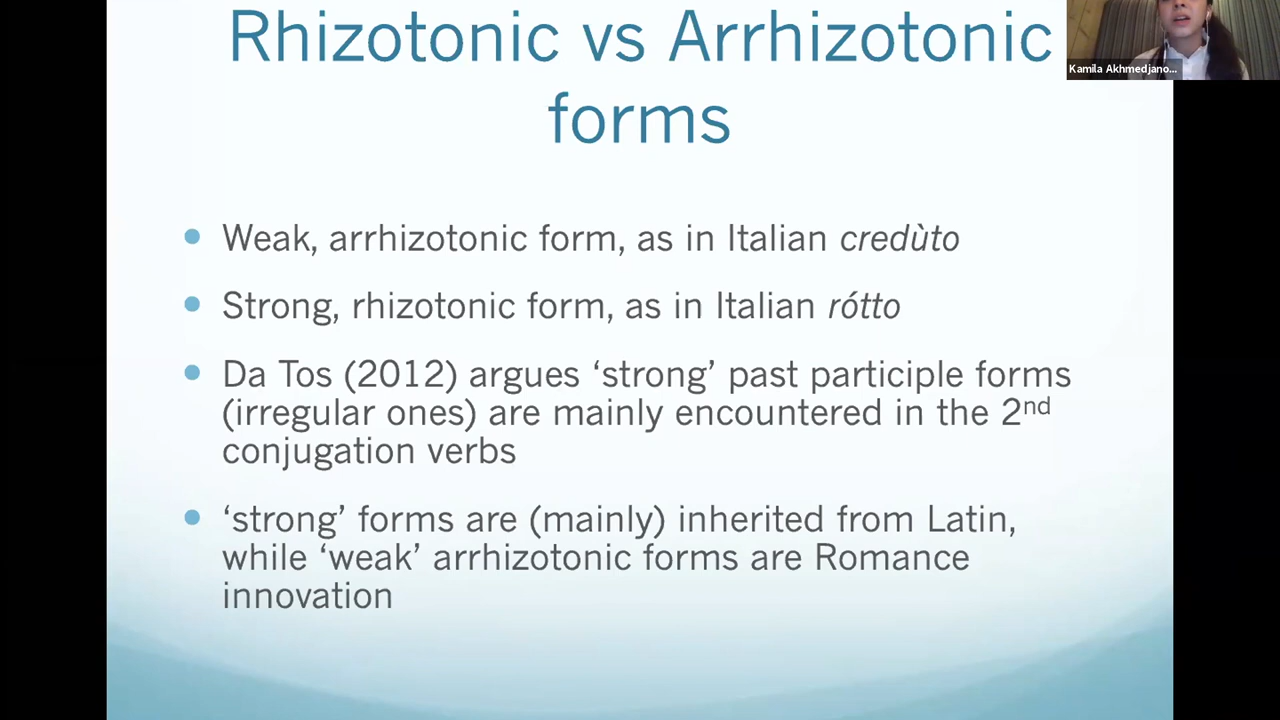 Rhizotonic vs Arrhizotonic
forms
Kamila Akhmedjano...
• Weak, arrhizotonic form, as in Italian credùto
• Strong, rhizotonic form, as in Italian rótto
• Da Tos (2012) argues ‘strong’ past participle forms
(irregular ones) are mainly encountered in the 2nd
conjugation verbs
• ‘strong’ forms are (mainly) inherited from Latin,
while ‘weak’ arrhizotonic forms are Romance
innovation